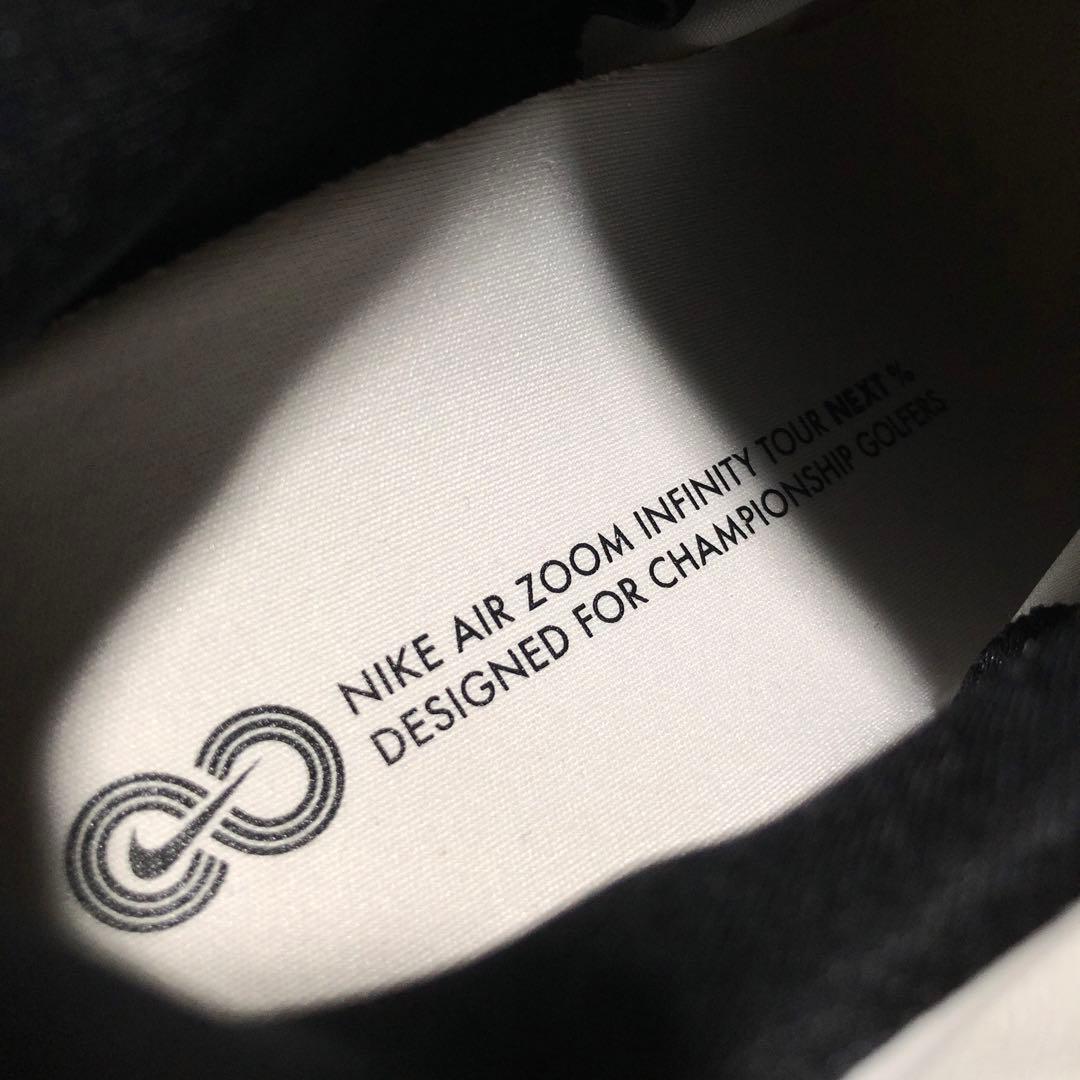 NIKE AIR ZOOM INFINITY TOUR NEXT %
DESIGNED FOR CHAMPIONSHIP GOLFERS